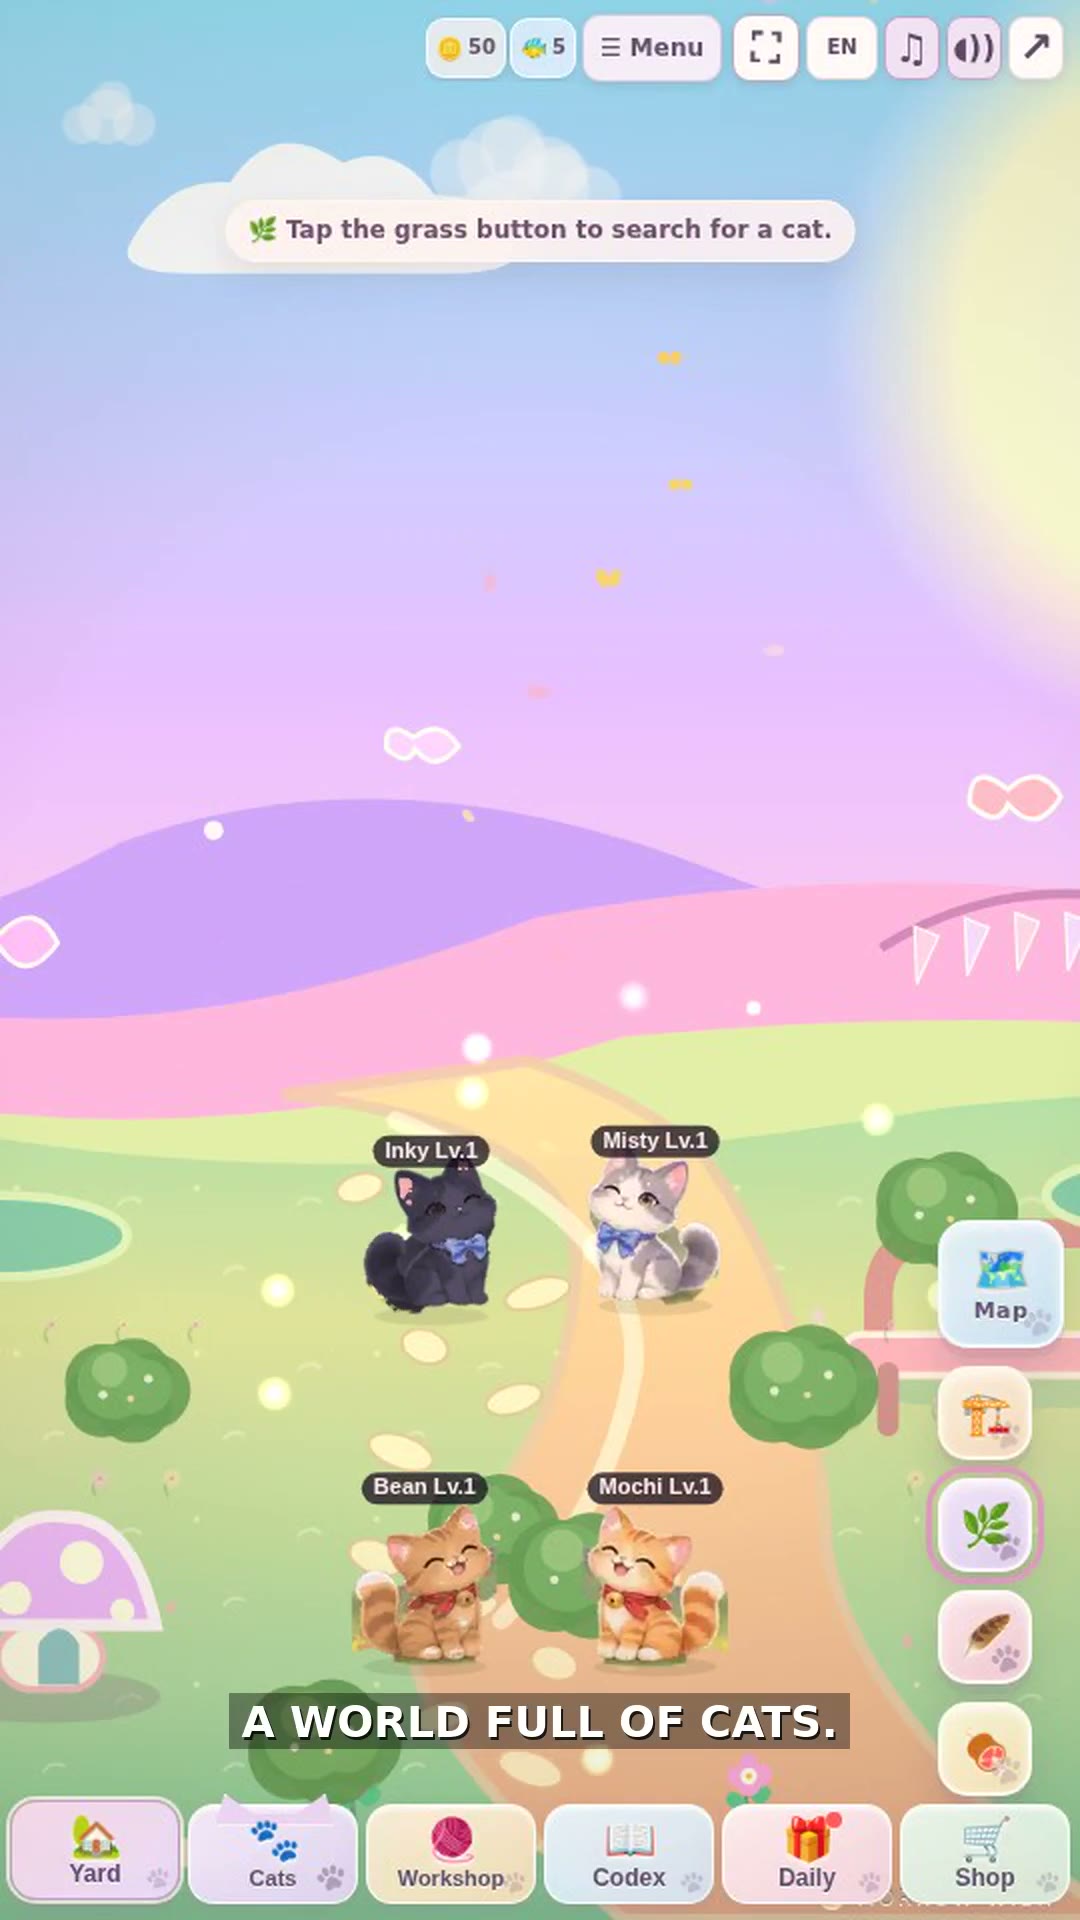 50
5
☰ Menu
EN
Tap the grass button to search for a cat.
Inky Lv.1
Misty Lv.1
Map
Bean Lv.1
Mochi Lv.1
A WORLD FULL OF CATS.
Yard
Cats
Workshop
Codex
Daily
Shop